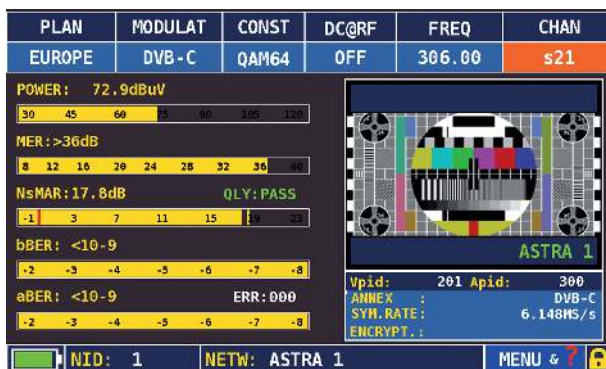 PLAN MODULAT CONST DC@RF FREQ CHAN
EUROPE DVB-C QAM64 OFF 306.00 s21
POWER: 72.9dBuV
30 45 60 75 90 105 120
MER:>36dB
8 12 16 20 24 28 32 36 40
NsMAR:17.8dB QLY:PASS
-1 3 7 11 15 19 23
bBER: <10-9
-2 -3 -4 -5 -6 -7 -8
aBER: <10-9 ERR:000
-2 -3 -4 -5 -6 -7 -8
ASTRA 1
Vpid: 201 Apid: 300
ANNEX : DVB-C
SYM.RATE: 6.148MS/s
ENCRYPT.:
NID: 1 NETW: ASTRA 1 MENU & ?